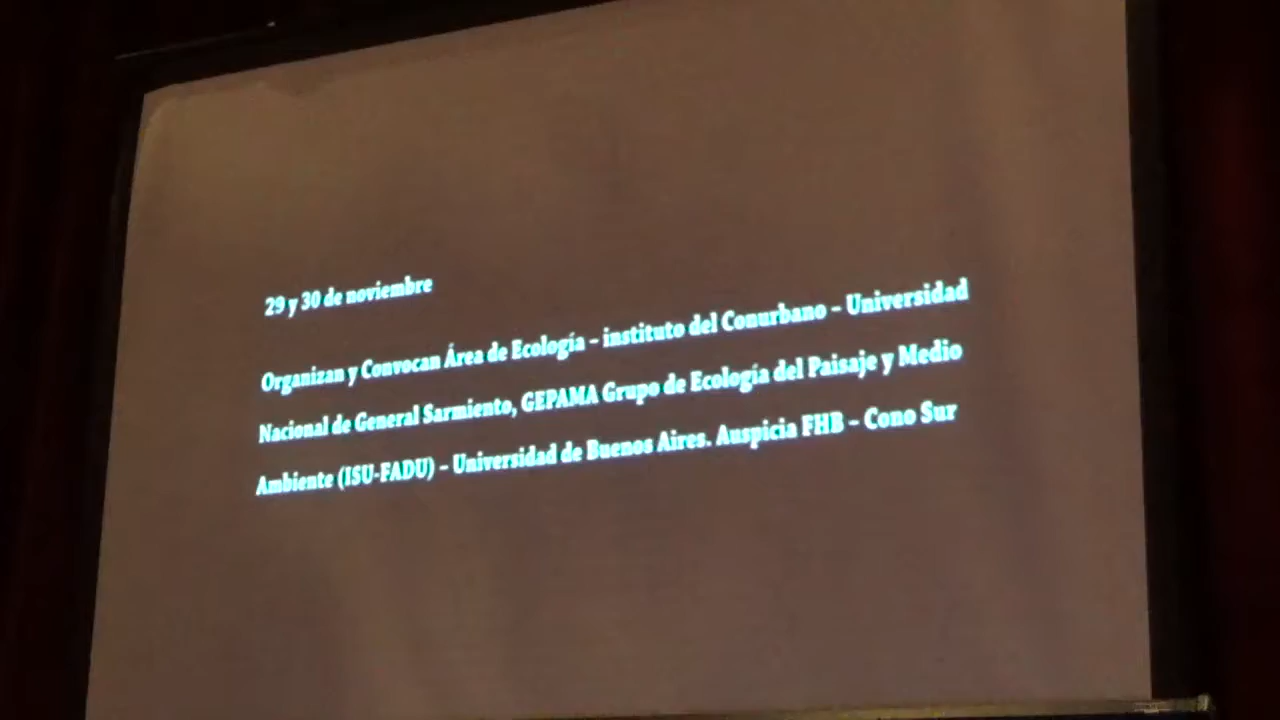 29 y 30 de noviembre
Organizan y Convocan Área de Ecología – instituto del Conurbano – Universidad
Nacional de General Sarmiento, GEPAMA Grupo de Ecología del Paisaje y Medio
Ambiente (ISU-FADU) – Universidad de Buenos Aires. Auspicia FHB – Cono Sur